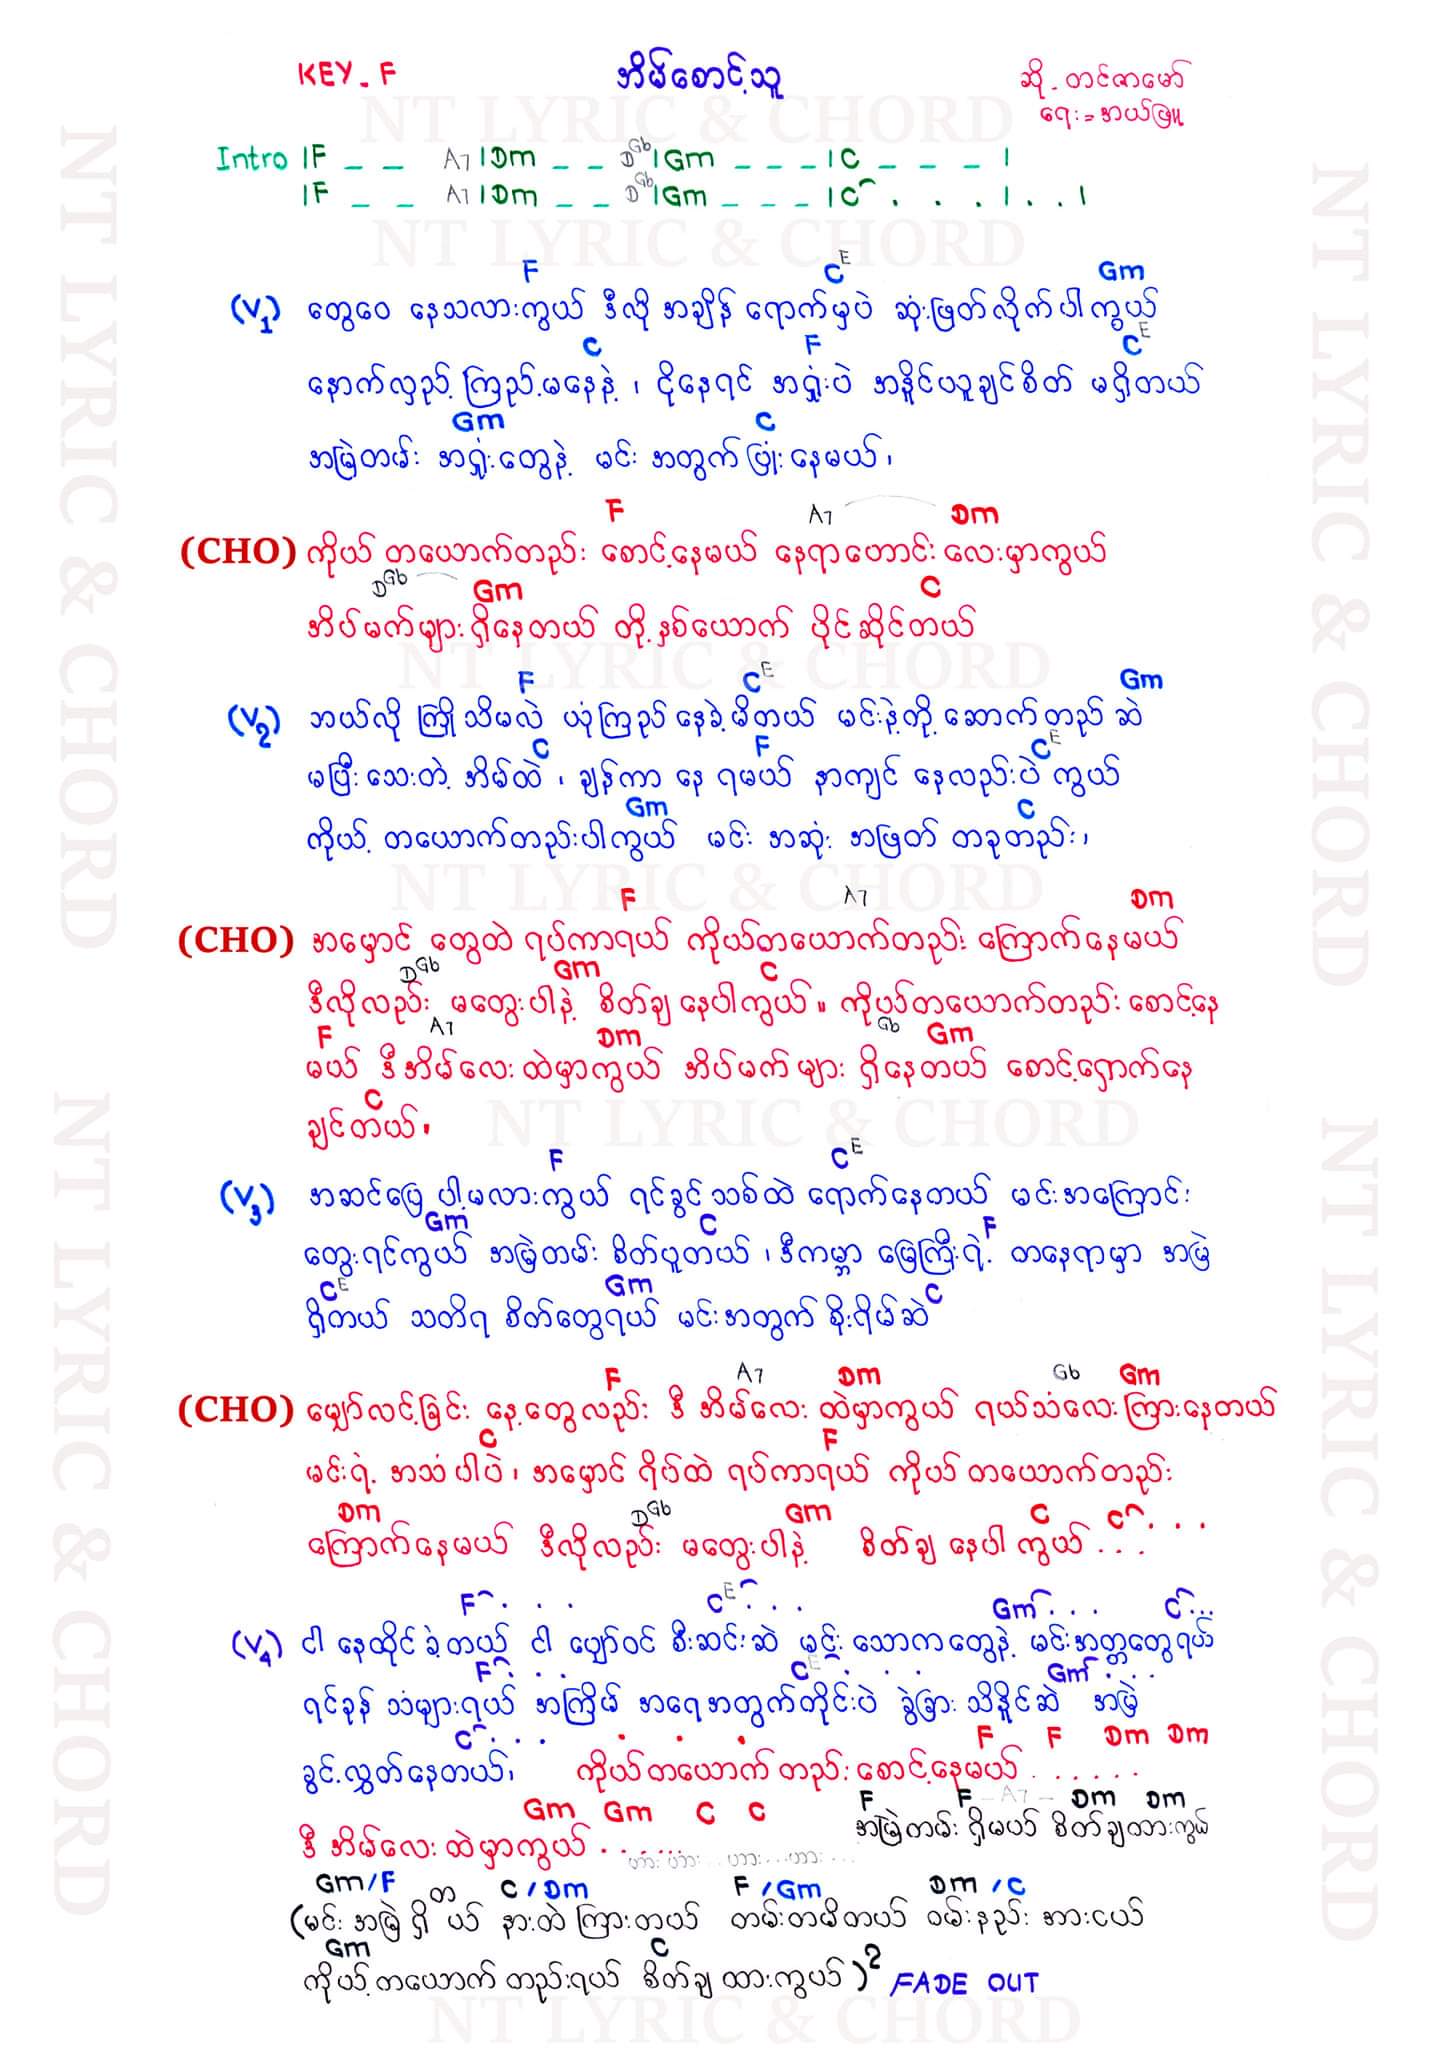 KEY - F အိမ်စောင့်သူ ဆို - တင်ဇာမော်
ရေး = အယ်ဖြူ
Intro |F _ _ A7 |Dm _ _ D Gb |Gm _ _ _ |C _ _ _ |
|F _ _ A7 |Dm _ _ D Gb |Gm _ _ _ |C . . . | . . |
F C E Gm
(V1) တွေဝေ နေသလားကွယ် ဒီလို အချိန် ရောက်မှပဲ ဆုံးဖြတ်လိုက်ပါကွယ်
C F C E
နောက်လှည့် ကြည့်မနေနဲ့ ၊ ငိုနေရင် အရှုံးပဲ အနိူင်ယူချင်စိတ် မရှိတယ်
Gm C
အမြဲတမ်း အရှုံးတွေနဲ့ မင်း အတွက် ပြုံးနေမယ်၊
F A7 Dm
(CHO) ကိုယ် တယောက်တည်း စောင့်နေမယ် နေရာဟောင်းလေးမှာကွယ်
D Gb Gm C
အိပ်မက်များ ရှိနေတယ် တို့နှစ်ယောက် ပိုင်ဆိုင်တယ်
F C E Gm
(V2) ဘယ်လို ကြိုသိမလဲ ယုံကြည် နေခဲ့မိတယ် မင်းနဲ့ကို့ ဆောက်တည် ဆဲ
C F C E
မပြီးသေးတဲ့ အိမ်ထဲ ၊ ချန်ကာ နေ ရမယ် နာကျင် နေလည်းပဲ ကွယ်
Gm C
ကိုယ့် တယောက်တည်းပါကွယ် မင်း အဆုံး အဖြတ် တခုတည်း၊
F A7 Dm
(CHO) အမှောင် တွေထဲ ရပ်ကာရယ် ကိုယ်တယောက်တည်း ကြောက်နေမယ်
D Gb Gm C
ဒီလိုလည်း မတွေးပါနဲ့ စိတ်ချ နေပါကွယ်။ ကိုယ်တယောက်တည်း စောင့်နေ
F A7 Dm Gb Gm
မယ် ဒီအိမ်လေးထဲမှာကွယ် အိပ်မက်များ ရှိနေတယ် စောင့်ရှောက်နေ
C
ချင်တယ်၊
F C E
(V3) အဆင်ပြေ ပါ့မလားကွယ် ရင်ခွင်သစ်ထဲ ရောက်နေတယ် မင်းအကြောင်း
Gm C F
တွေးရင်ကွယ် အမြဲတမ်း စိတ်ပူတယ် ၊ ဒီကမ္ဘာ မြေကြီးရဲ့ တနေရာမှာ အမြဲ
C E Gm C
ရှိတယ် သတိရ စိတ်တွေရယ် မင်းအတွက် စိုးရိမ်ဆဲ
F A7 Dm Gb Gm
(CHO) မျှော်လင့်ခြင်း နေ့တွေလည်း ဒီ အိမ်လေး ထဲမှာကွယ် ရယ်သံလေးကြားနေတယ်
C F
မင်းရဲ့ အသံပါပဲ ၊ အမှောင် ရိပ်ထဲ ရပ်ကာရယ် ကိုယ် တယောက်တည်း
Dm D Gb Gm C C . . .
ကြောက်နေမယ် ဒီလိုလည်း မတွေးပါနဲ့ စိတ်ချ နေပါ ကွယ် . . .
F . . . C E . . . Gm . . . C . . .
(V4) ငါ နေထိုင်ခဲ့တယ် ငါ ပျော်ဝင် စီးဆင်းဆဲ မင်း သောကတွေနဲ့ မင်းအတ္တတွေရယ်
F . . . C E . . . Gm . . .
ရင်ခုန် သံများရယ် အကြိမ် အရေအတွက်တိုင်းပဲ ခွဲခြား သိနိူင်ဆဲ အမြဲ
C . . . F F Dm Dm
ခွင့်လွှတ်နေတယ်၊ ကိုယ်တယောက် တည်း စောင့်နေမယ် . . . . . .
Gm Gm C C F F - A7 - Dm Dm
ဒီ အိမ်လေး ထဲမှာကွယ် . . . . . ဟား ဟား . . ဟား . . . ဟား . . . အမြဲတမ်း ရှိမယ် စိတ်ချထားကွယ်
Gm/F C/Dm F/Gm Dm/C
(မင်း အမြဲ ရှိတယ် နားထဲ ကြားတယ် တမ်းတမိတယ် ဝမ်းနည်း အားငယ်
Gm C
ကိုယ့်တယောက် တည်းရယ် စိတ်ချ ထားကွယ် )2 FADE OUT
NT LYRIC & CHORD